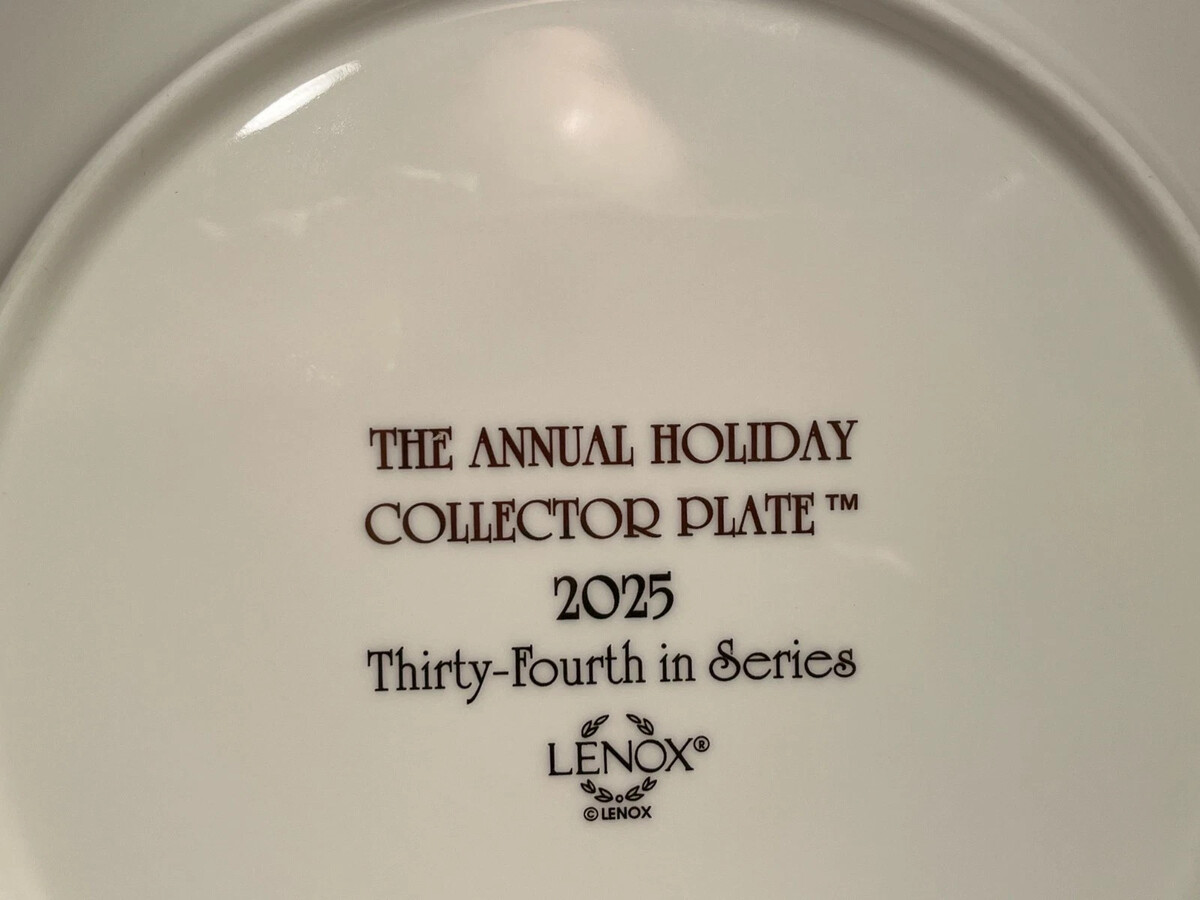 THE ANNUAL HOLIDAY
COLLECTOR PLATE™
2025
Thirty-Fourth in Series
LENOX®
© LENOX